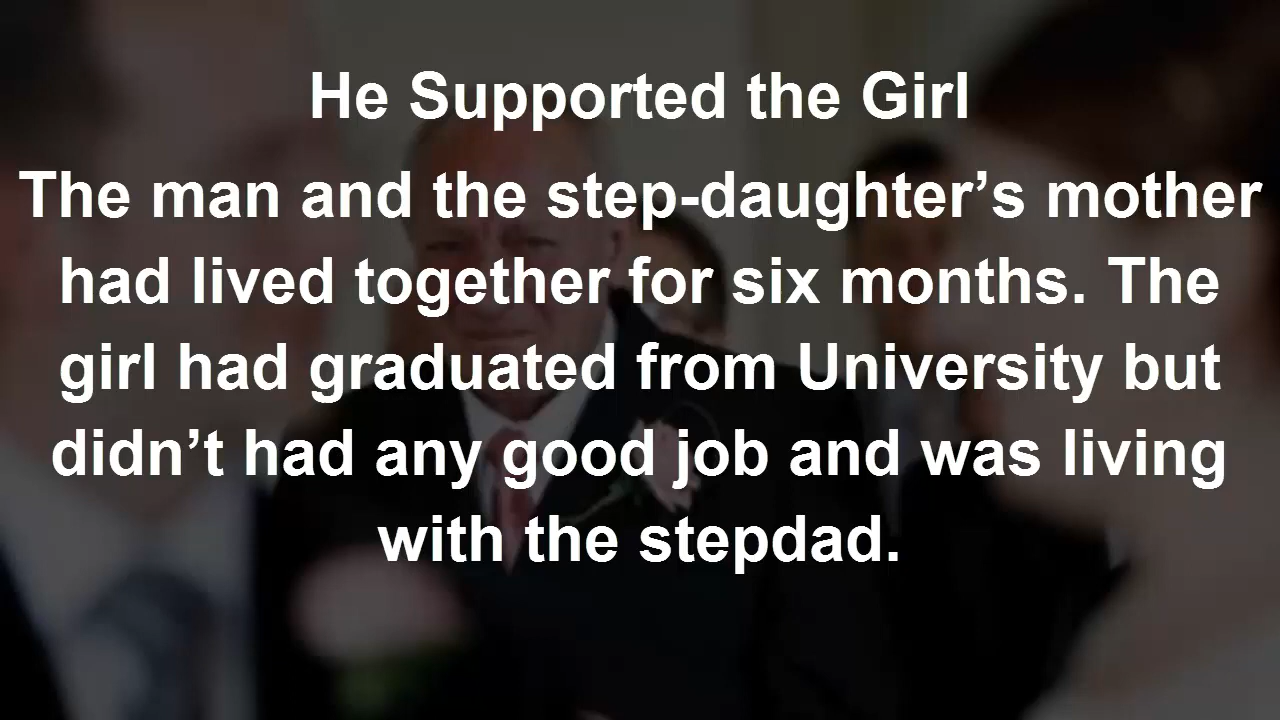 He Supported the Girl
The man and the step-daughter’s mother
had lived together for six months. The
girl had graduated from University but
didn’t had any good job and was living
with the stepdad.